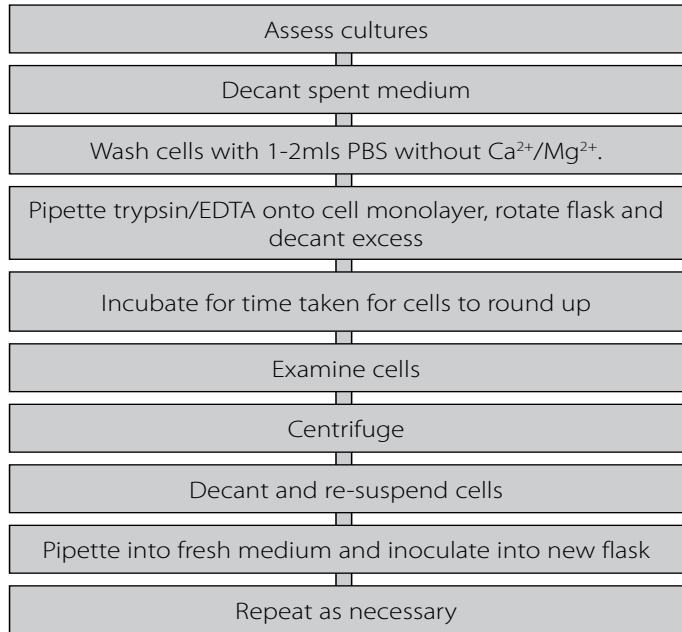 Assess cultures
Decant spent medium
Wash cells with 1-2mls PBS without Ca²⁺/Mg²⁺.
Pipette trypsin/EDTA onto cell monolayer, rotate flask and
decant excess
Incubate for time taken for cells to round up
Examine cells
Centrifuge
Decant and re-suspend cells
Pipette into fresh medium and inoculate into new flask
Repeat as necessary